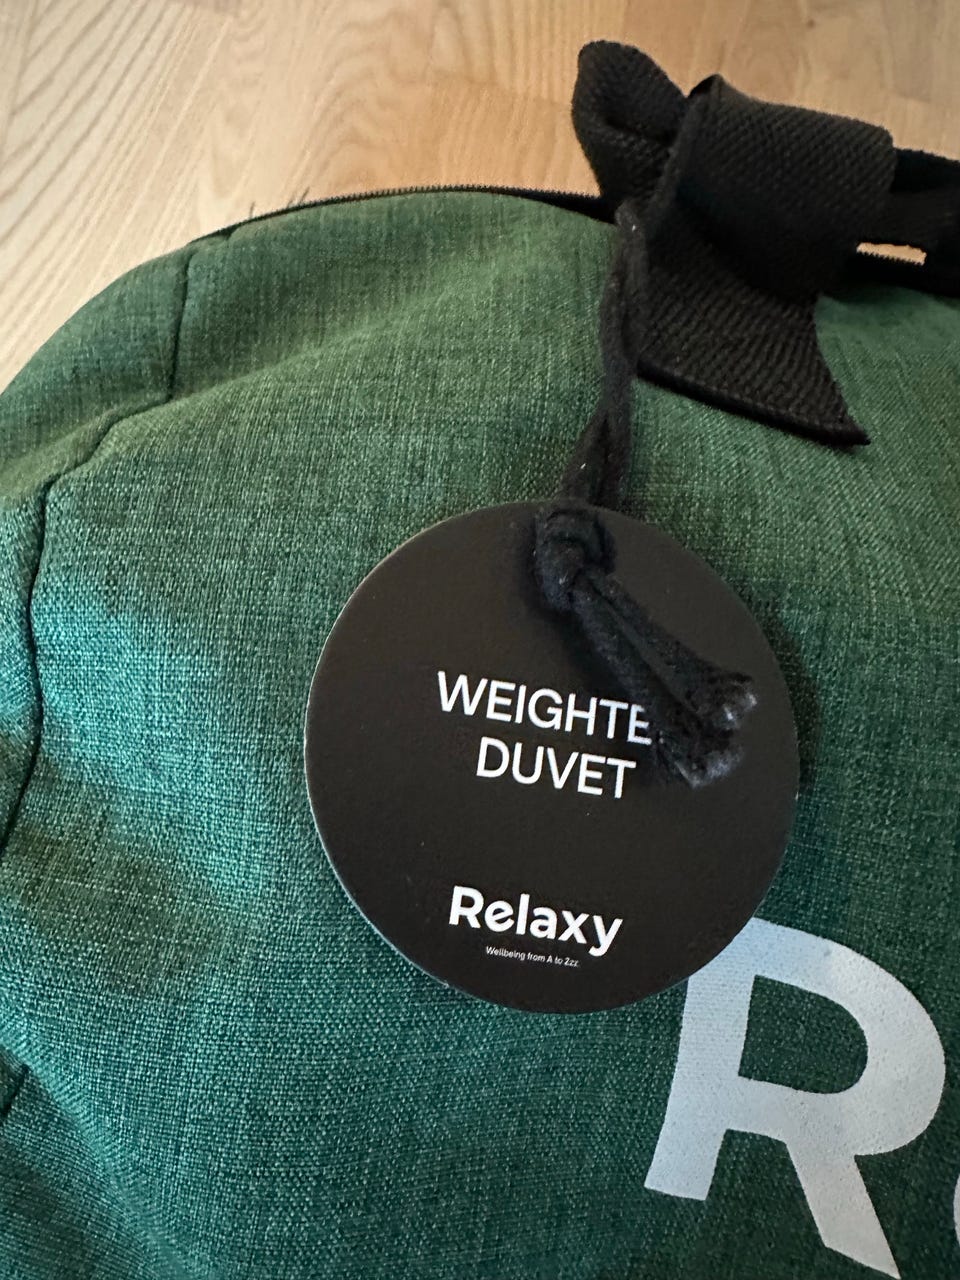 WEIGHTE
DUVET
Relaxy
Wellbeing from A to Zzz
R